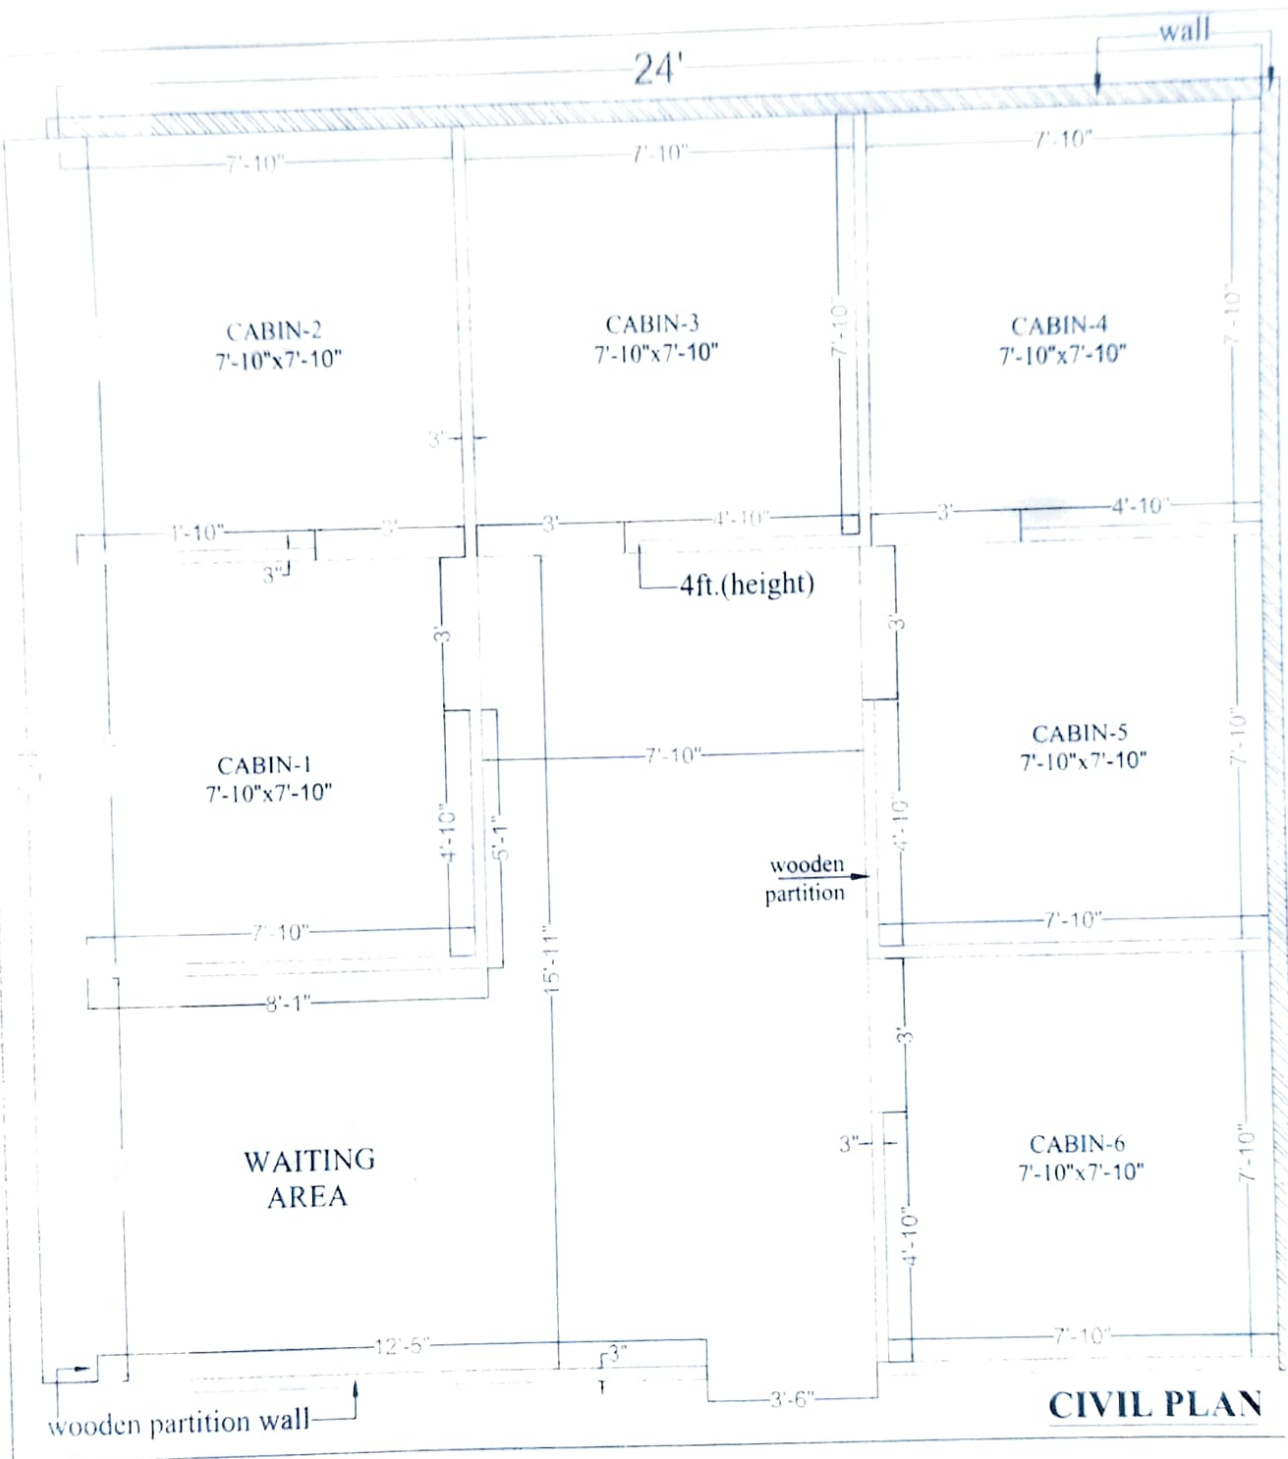 wall
24'
7'-10"
7'-10"
7'-10"
CABIN-2
7'-10"x7'-10"
CABIN-3
7'-10"x7'-10"
7'-10"
CABIN-4
7'-10"x7'-10"
7'-10"
3"
1'-10"
3'
3'
4'-10"
3'
4'-10"
3"
4ft.(height)
3'
3'
CABIN-1
7'-10"x7'-10"
7'-10"
CABIN-5
7'-10"x7'-10"
7'-10"
4'-10"
5'-1"
4'-10"
wooden
partition
7'-10"
15'-11"
7'-10"
8'-1"
3'
WAITING
AREA
3"
CABIN-6
7'-10"x7'-10"
7'-10"
4'-10"
12'-5"
3"
7'-10"
3'-6"
wooden partition wall
CIVIL PLAN